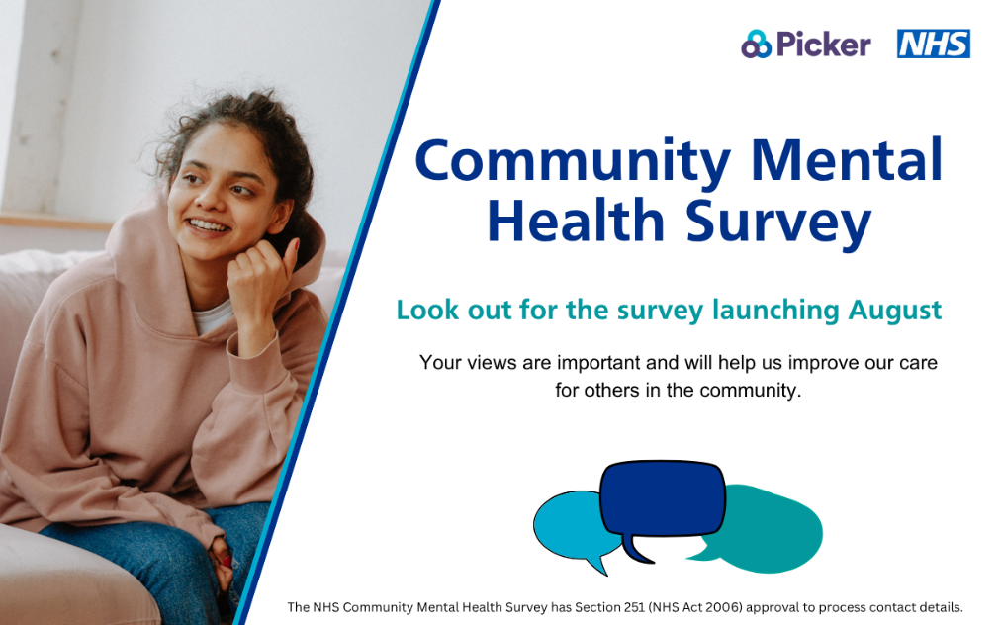 Picker NHS
Community Mental
Health Survey
Look out for the survey launching August
Your views are important and will help us improve our care
for others in the community.
The NHS Community Mental Health Survey has Section 251 (NHS Act 2006) approval to process contact details.